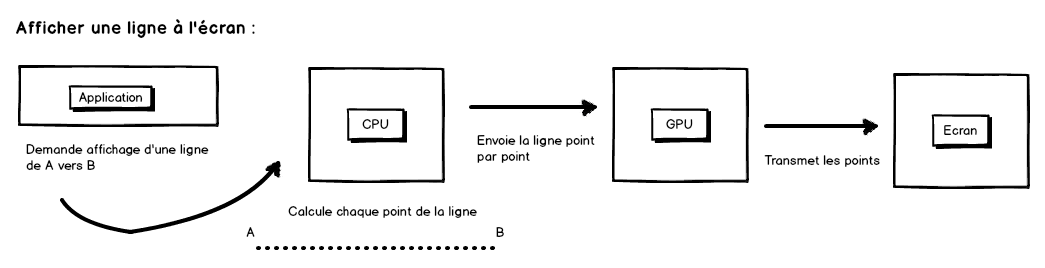 Afficher une ligne à l'écran :
Application
Demande affichage d'une ligne
de A vers B
CPU
Calcule chaque point de la ligne
A
B
Envoie la ligne point
par point
GPU
Transmet les points
Ecran